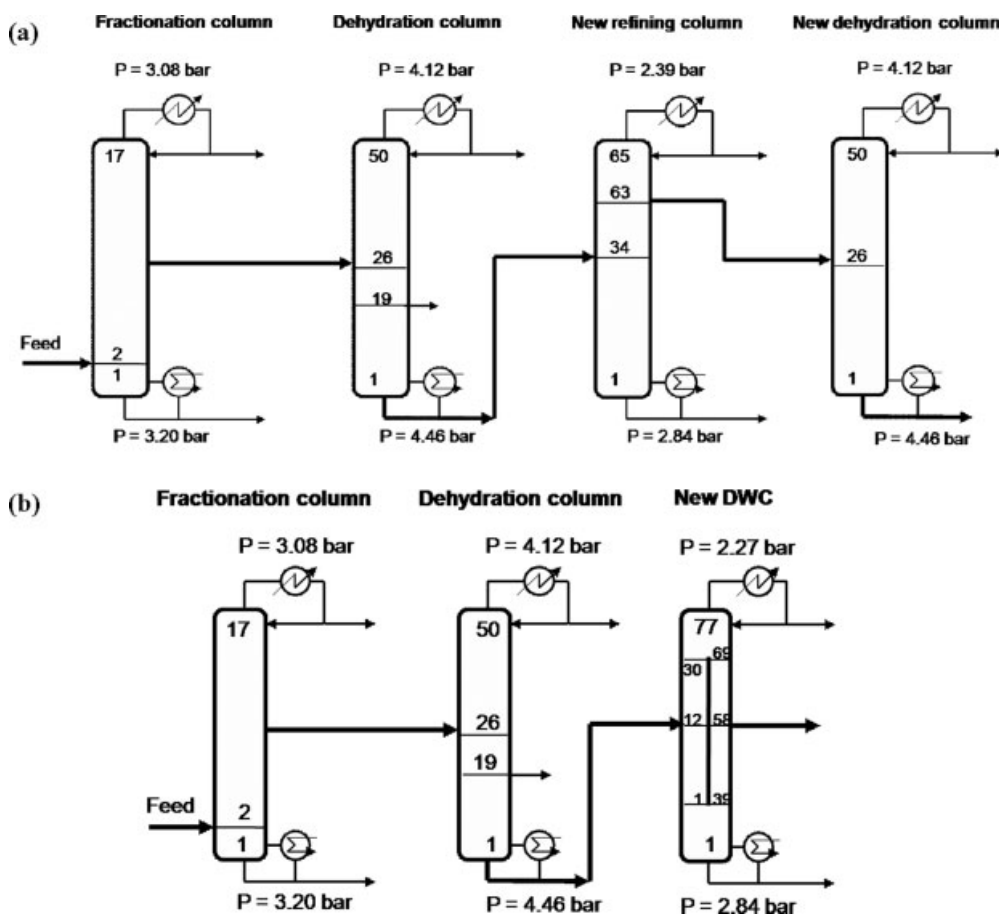 (a)
Fractionation column Dehydration column New refining column New dehydration column
P = 3.08 bar P = 4.12 bar P = 2.39 bar P = 4.12 bar
17 50 65 50
63
34
26 26
19
Feed
2
1 1 1 1
P = 3.20 bar P = 4.46 bar P = 2.84 bar P = 4.46 bar
(b)
Fractionation column Dehydration column New DWC
P = 3.08 bar P = 4.12 bar P = 2.27 bar
17 50 77
69
30
26 12 58
19
Feed
2 1 39
1 1 1
P = 3.20 bar P = 4.46 bar P = 2.84 bar